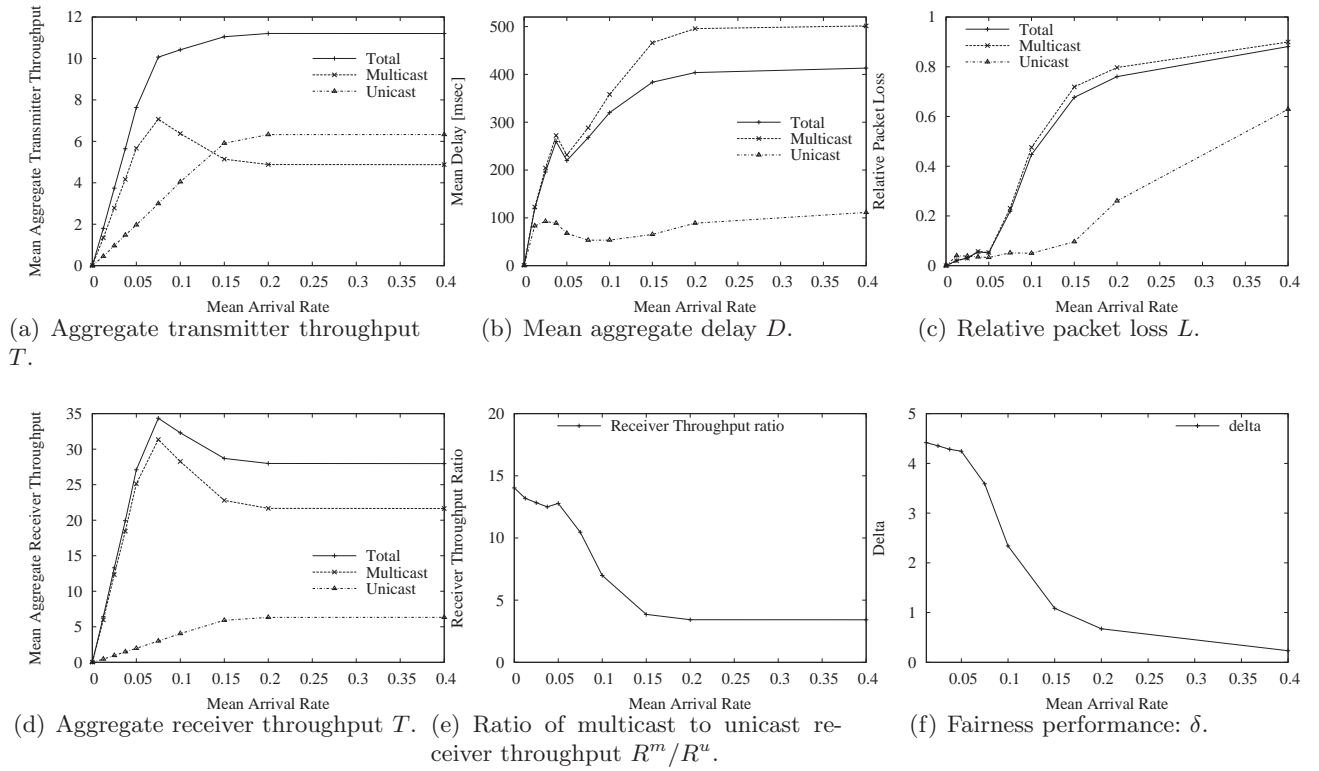 Mean Aggregate Transmitter Throughput
12
10
8
6
4
2
0
0 0.05 0.1 0.15 0.2 0.25 0.3 0.35 0.4
Mean Arrival Rate
Total
Multicast
Unicast
(a) Aggregate transmitter throughput
T.
Mean Delay [msec]
500
400
300
200
100
0
0 0.05 0.1 0.15 0.2 0.25 0.3 0.35 0.4
Mean Arrival Rate
Total
Multicast
Unicast
(b) Mean aggregate delay D.
Relative Packet Loss
1
0.8
0.6
0.4
0.2
0
0 0.05 0.1 0.15 0.2 0.25 0.3 0.35 0.4
Mean Arrival Rate
Total
Multicast
Unicast
(c) Relative packet loss L.
Mean Aggregate Receiver Throughput
35
30
25
20
15
10
5
0
0 0.05 0.1 0.15 0.2 0.25 0.3 0.35 0.4
Mean Arrival Rate
Total
Multicast
Unicast
(d) Aggregate receiver throughput T.
Receiver Throughput Ratio
20
15
10
5
0
0 0.05 0.1 0.15 0.2 0.25 0.3 0.35 0.4
Mean Arrival Rate
Receiver Throughput ratio
(e) Ratio of multicast to unicast re-
ceiver throughput R^m/R^u.
Delta
5
4
3
2
1
0
0.05 0.1 0.15 0.2 0.25 0.3 0.35 0.4
Mean Arrival Rate
delta
(f) Fairness performance: δ.